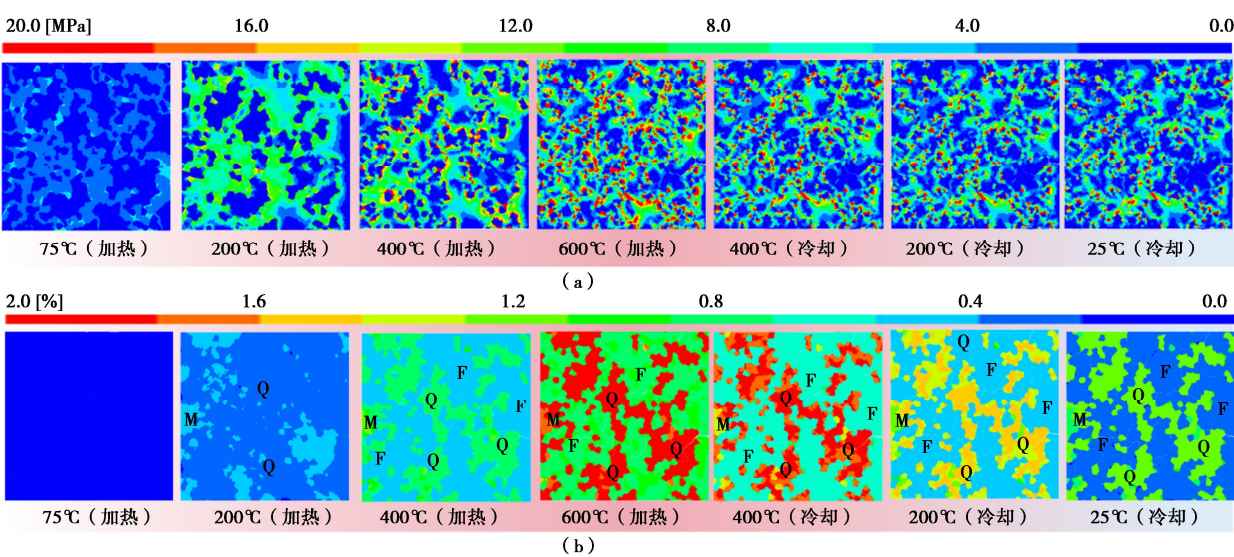 20.0 [MPa] 16.0 12.0 8.0 4.0 0.0
75℃（加热） 200℃（加热） 400℃（加热） 600℃（加热） 400℃（冷却） 200℃（冷却） 25℃（冷却）
（a）
2.0 [%] 1.6 1.2 0.8 0.4 0.0
Q M Q
F Q F M Q F Q
F Q M Q F Q
F Q F M Q F Q
Q F F M Q F Q
F Q F M Q F Q
75℃（加热） 200℃（加热） 400℃（加热） 600℃（加热） 400℃（冷却） 200℃（冷却） 25℃（冷却）
（b）